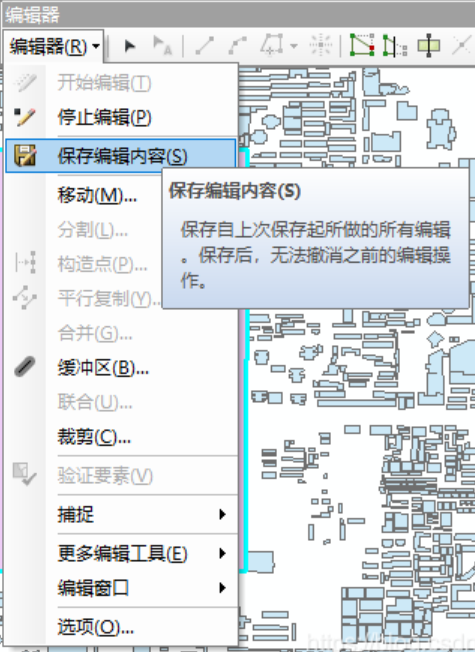 编辑器
编辑器(R)
开始编辑(T)
停止编辑(P)
保存编辑内容(S)
保存编辑内容(S)
保存自上次保存起所做的所有编辑
。保存后，无法撤消之前的编辑操
作。
移动(M)...
分割(L)...
构造点(P)...
平行复制(Y)...
合并(G)...
缓冲区(B)...
联合(U)...
裁剪(C)...
验证要素(V)
捕捉
更多编辑工具(E)
编辑窗口
选项(O)...